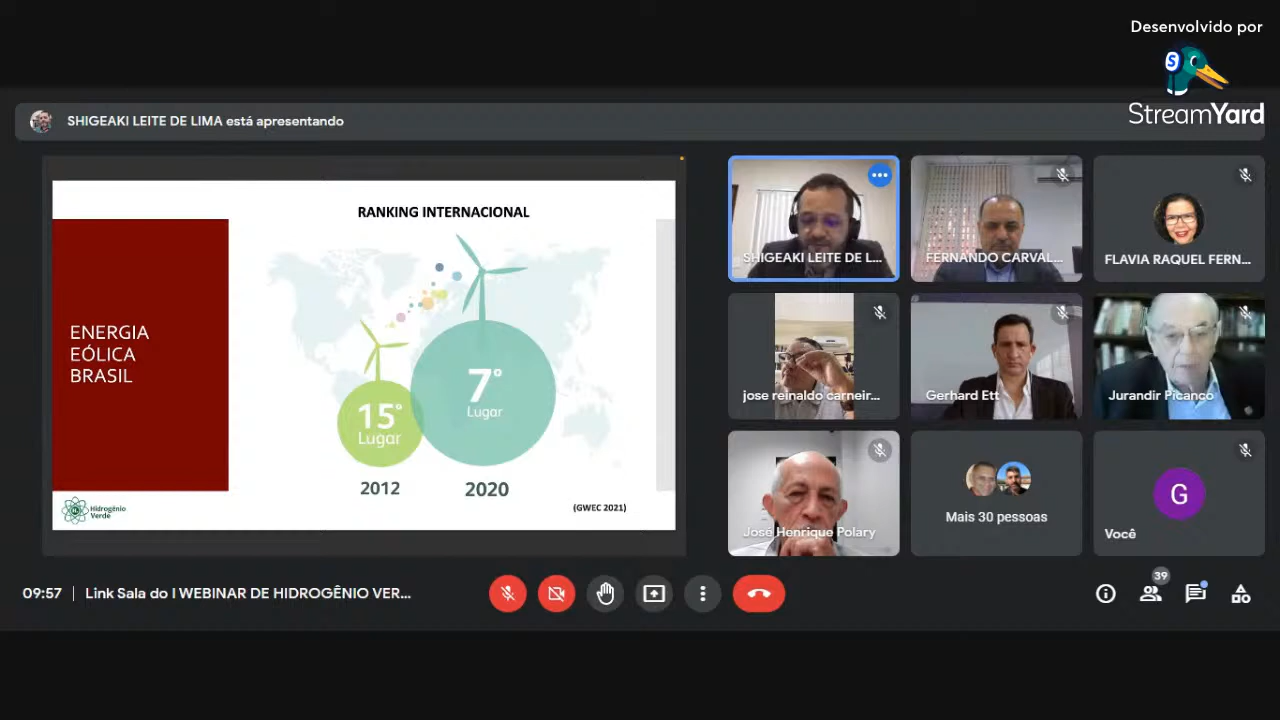 Desenvolvido por
StreamYard
SHIGEAKI LEITE DE LIMA está apresentando
RANKING INTERNACIONAL
ENERGIA
EÓLICA
BRASIL
15º
Lugar
7º
Lugar
2012
2020
Hidrogênio
Verde
(GWEC 2021)
SHIGEAKI LEITE DE L...
FERNANDO CARVAL...
FLAVIA RAQUEL FERN...
jose reinaldo carneir...
Gerhard Ett
Jurandir Picanço
José Henrique Polary
Mais 30 pessoas
G
Você
09:57
Link Sala do I WEBINAR DE HIDROGÊNIO VER...
39